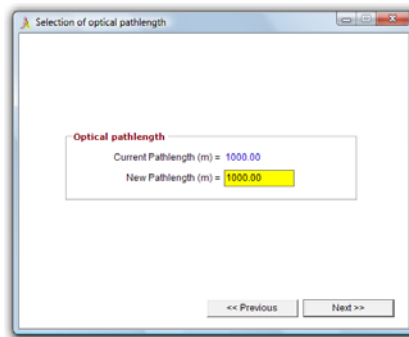 Selection of optical pathlength
Optical pathlength
Current Pathlength (m) = 1000.00
New Pathlength (m) = 1000.00
<< Previous
Next >>